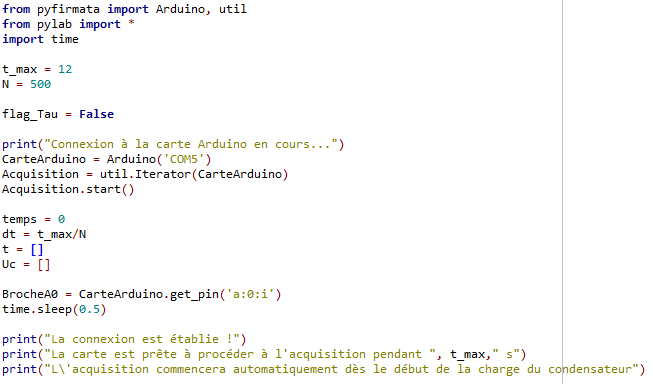 from pyfirmata import Arduino, util
from pylab import *
import time
t_max = 12
N = 500
flag_Tau = False
print("Connexion à la carte Arduino en cours...")
CarteArduino = Arduino('COM5')
Acquisition = util.Iterator(CarteArduino)
Acquisition.start()
temps = 0
dt = t_max/N
t = []
Uc = []
BrocheA0 = CarteArduino.get_pin('a:0:i')
time.sleep(0.5)
print("La connexion est établie !")
print("La carte est prête à procéder à l'acquisition pendant ", t_max," s")
print("L\'acquisition commencera automatiquement dès le début de la charge du condensateur")